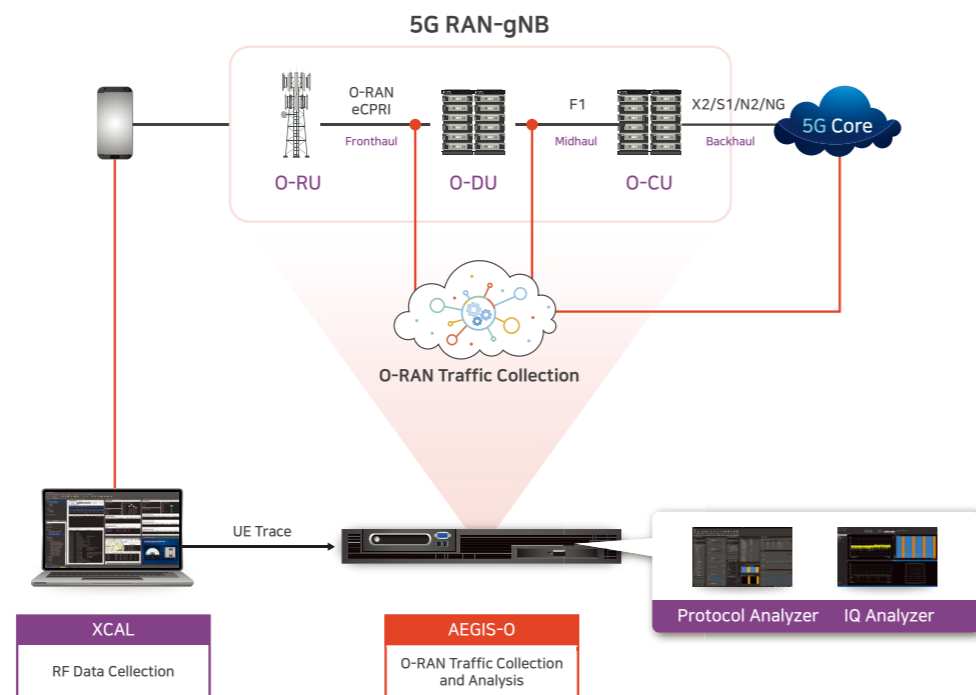 5G RAN-gNB
O-RAN
eCPRI
F1
X2/S1/N2/NG
5G Core
Fronthaul
Midhaul
Backhaul
O-RU
O-DU
O-CU
O-RAN Traffic Collection
UE Trace
Protocol Analyzer
IQ Analyzer
XCAL
RF Data Cellection
AEGIS-O
O-RAN Traffic Collection
and Analysis